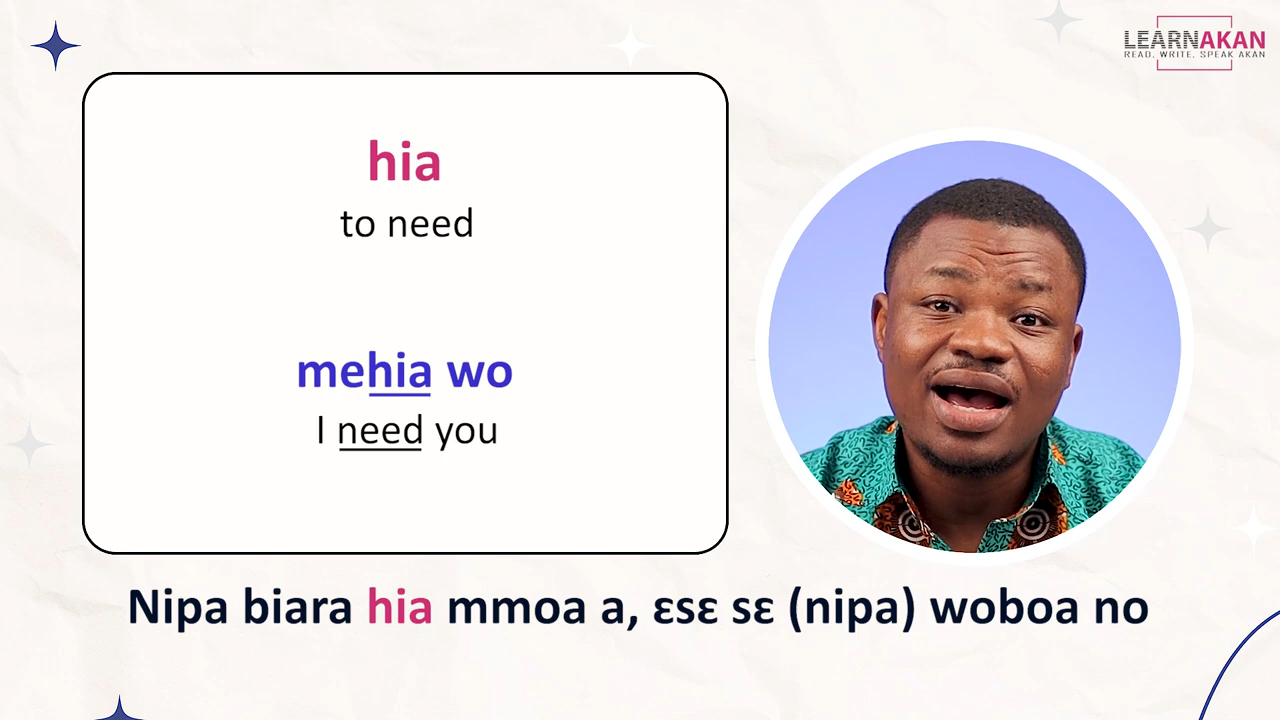 LEARNAKAN
READ. WRITE. SPEAK AKAN
hia
to need
mehia wo
I need you
Nipa biara hia mmoa a, ɛsɛ sɛ (nipa) woboa no